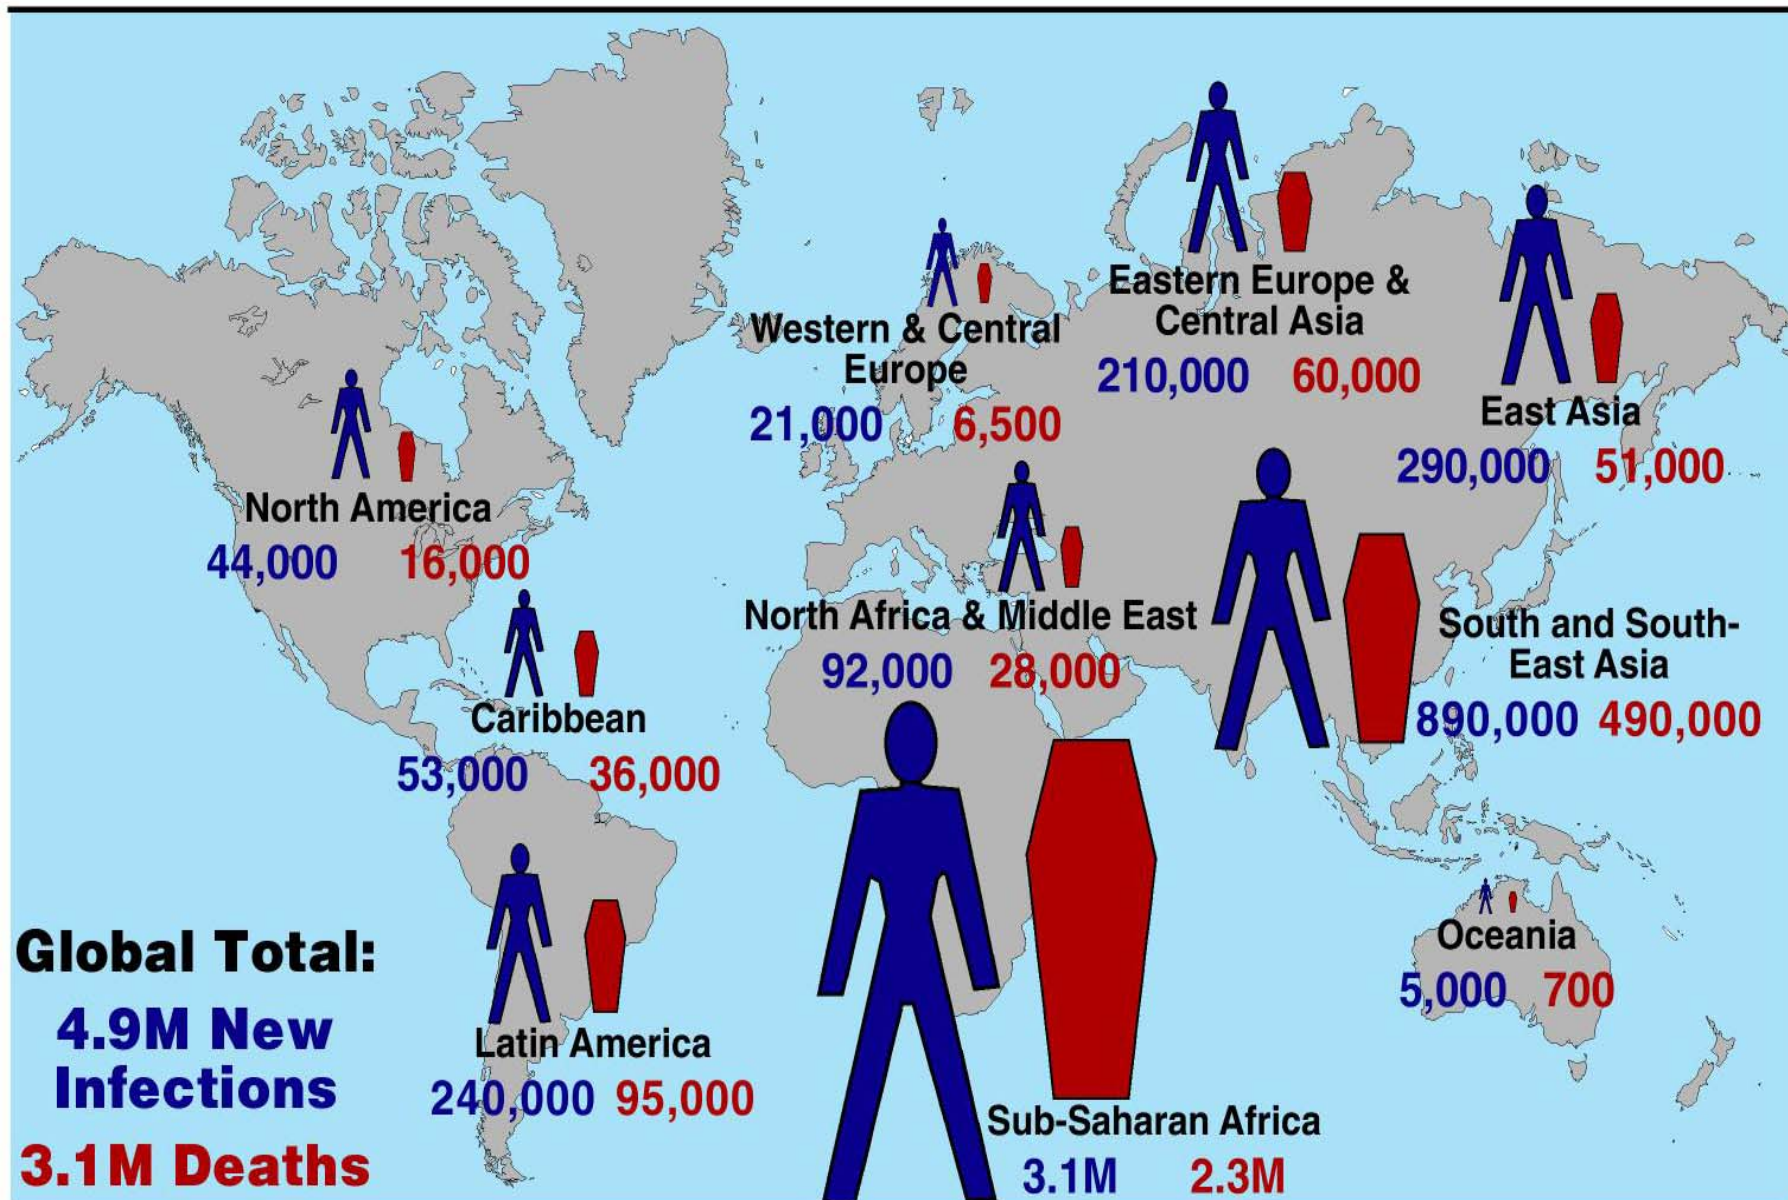 Eastern Europe &
Central Asia
210,000 60,000
Western & Central
Europe
21,000 6,500
East Asia
290,000 51,000
North America
44,000 16,000
North Africa & Middle East
92,000 28,000
South and South-
East Asia
890,000 490,000
Caribbean
53,000 36,000
Oceania
5,000 700
Latin America
240,000 95,000
Sub-Saharan Africa
3.1M 2.3M
Global Total:
4.9M New
Infections
3.1M Deaths